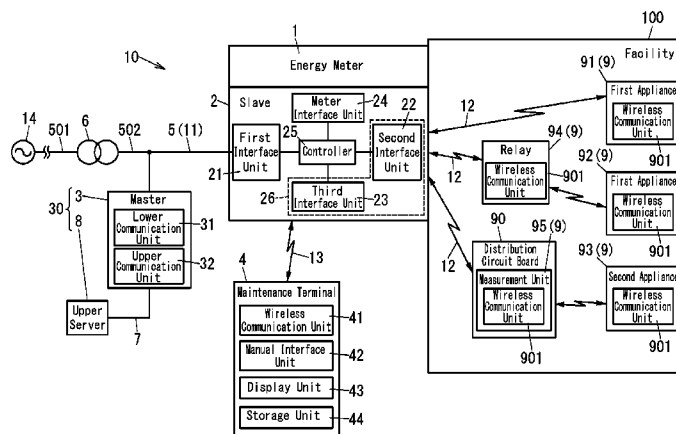 100
1
Facility
10
Energy Meter
91(9)
2
Slave
24
22
First Appliance
14
6
Meter
Interface Unit
12
Wireless
Communication
Unit
501
502
5(11)
25
First
Interface
Unit
Controller
Second
Interface
Unit
94(9)
901
Relay
92(9)
21
Wireless
Communication
Unit
901
First Appliance
3
Master
26
Third
Interface Unit
23
12
Wireless
Communication
Unit
30
Lower
Communication
Unit
31
90
95(9)
901
8
Upper
Communication
Unit
32
13
12
Distribution
Circuit Board
93(9)
4
Measurement Unit
Second Appliance
Upper
Server
Maintenance Terminal
Wireless
Communication
Unit
Wireless
Communication
Unit
7
Wireless
Communication Unit
41
901
901
Manual Interface
Unit
42
Display Unit
43
Storage Unit
44